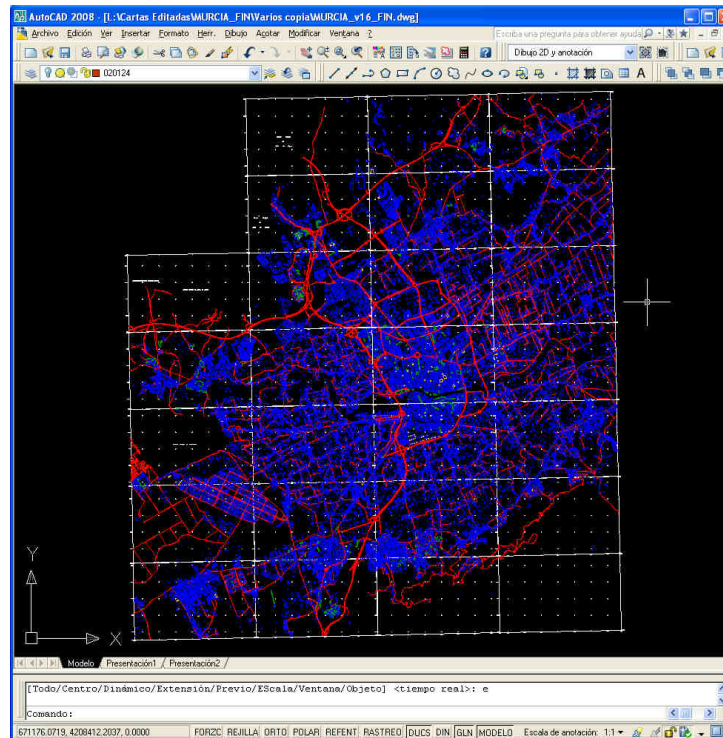 AutoCAD 2008 - [L:\Cartas Editadas\MURCIA_FIN\Varios copia\MURCIA_v16_FIN.dwg]
Archivo Edición Ver Insertar Formato Herr. Dibujo Acotar Modificar Ventana ? Escriba una pregunta para obtener ayuda
Dibujo 2D y anotación
020124
A
Y
X
Modelo Presentación1 Presentación2
[Todo/Centro/Dinámico/Extensión/Previo/EScala/Ventana/Objeto] <tiempo real>: e
Comando:
671176.0719, 4208412.2037, 0.0000 FORZC REJILLA ORTO POLAR REFENT RASTREO DUCS DIN GLN MODELO Escala de anotación: 1:1